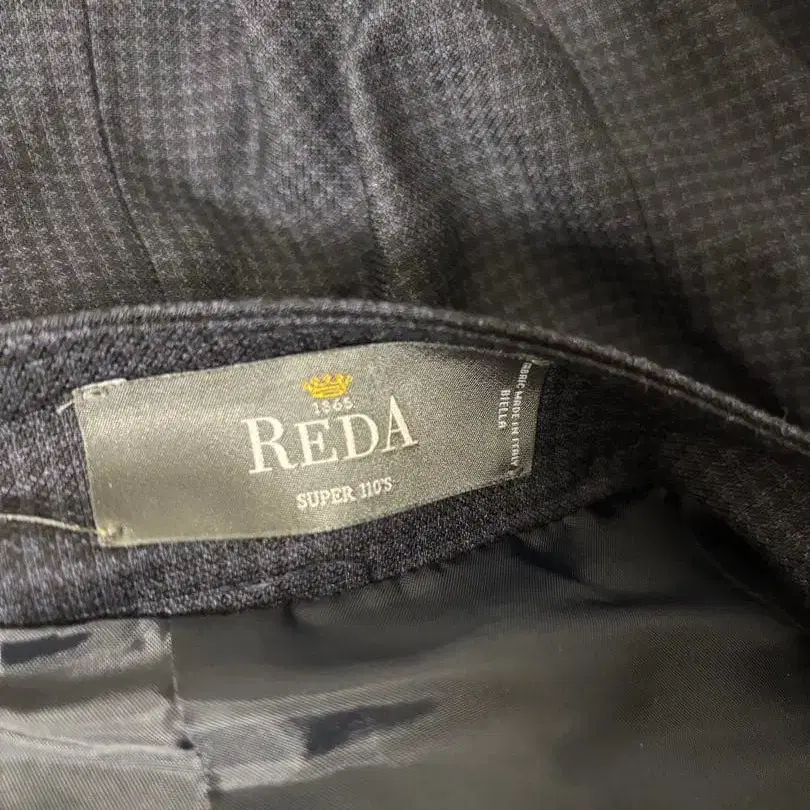 1865
REDA
SUPER 110'S
FABRIC MADE IN ITALY
BIELLA